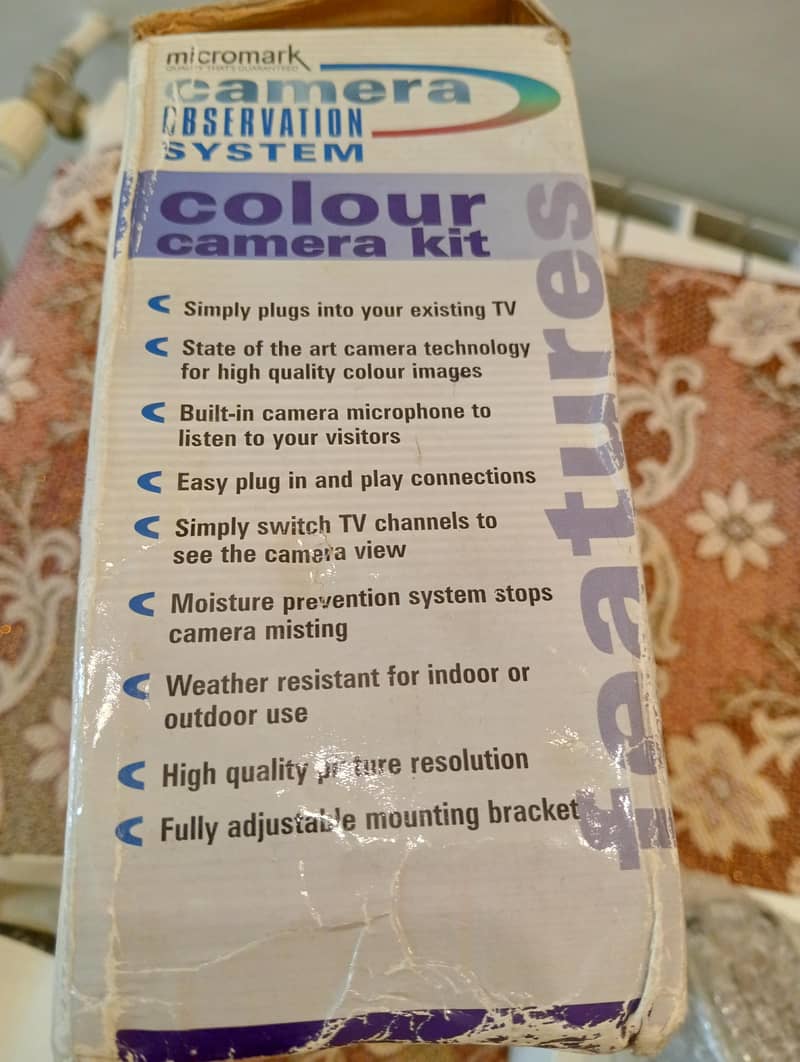 micromark
QUALITY THAT'S GUARANTEED
camera
OBSERVATION
SYSTEM
colour
camera kit
features
Simply plugs into your existing TV
State of the art camera technology
for high quality colour images
Built-in camera microphone to
listen to your visitors
Easy plug in and play connections
Simply switch TV channels to
see the camera view
Moisture prevention system stops
camera misting
Weather resistant for indoor or
outdoor use
High quality picture resolution
Fully adjustable mounting bracket